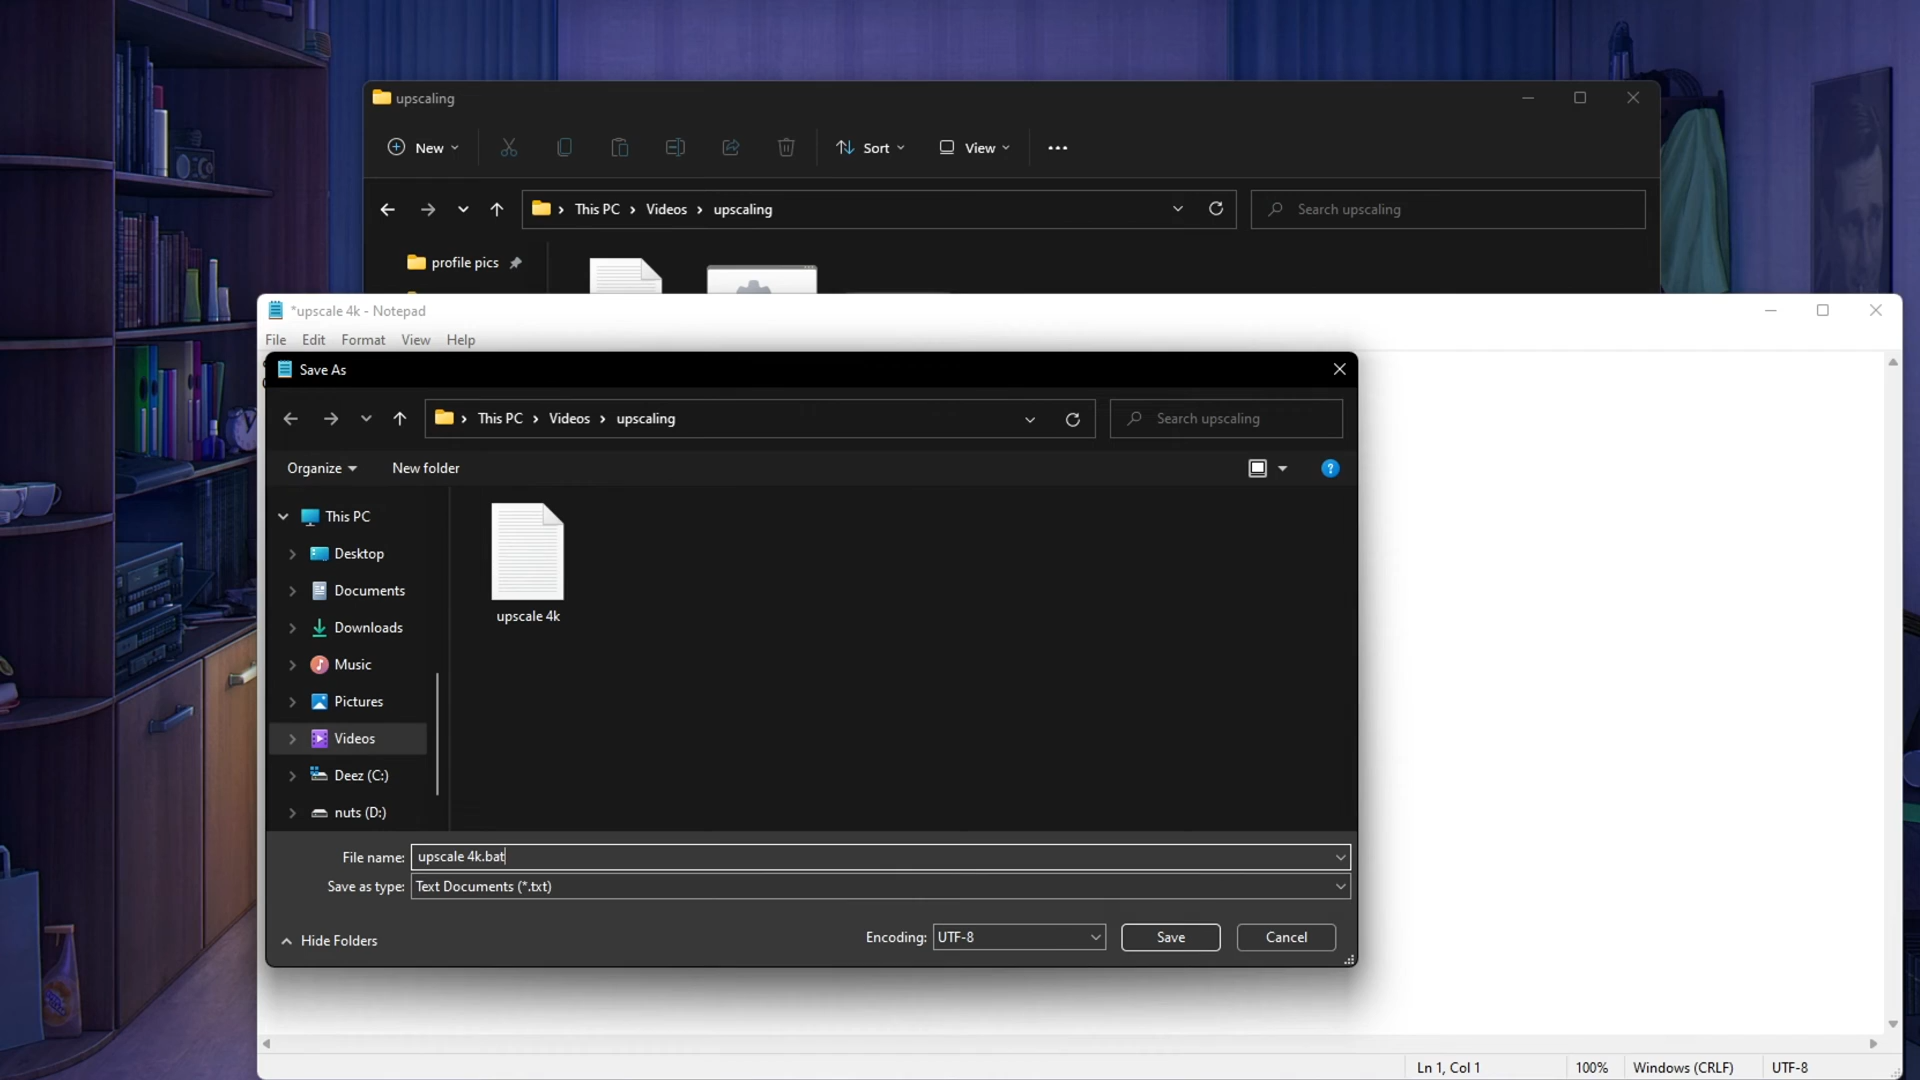 upscaling
New
Sort
View
This PC
Videos
upscaling
Search upscaling
profile pics
*upscale 4k - Notepad
File
Edit
Format
View
Help
Save As
This PC
Videos
upscaling
Search upscaling
Organize
New folder
This PC
Desktop
Documents
Downloads
Music
Pictures
Videos
Deez (C:)
nuts (D:)
upscale 4k
File name:
upscale 4k.bat
Save as type:
Text Documents (*.txt)
Hide Folders
Encoding:
UTF-8
Save
Cancel
Ln 1, Col 1
100%
Windows (CRLF)
UTF-8